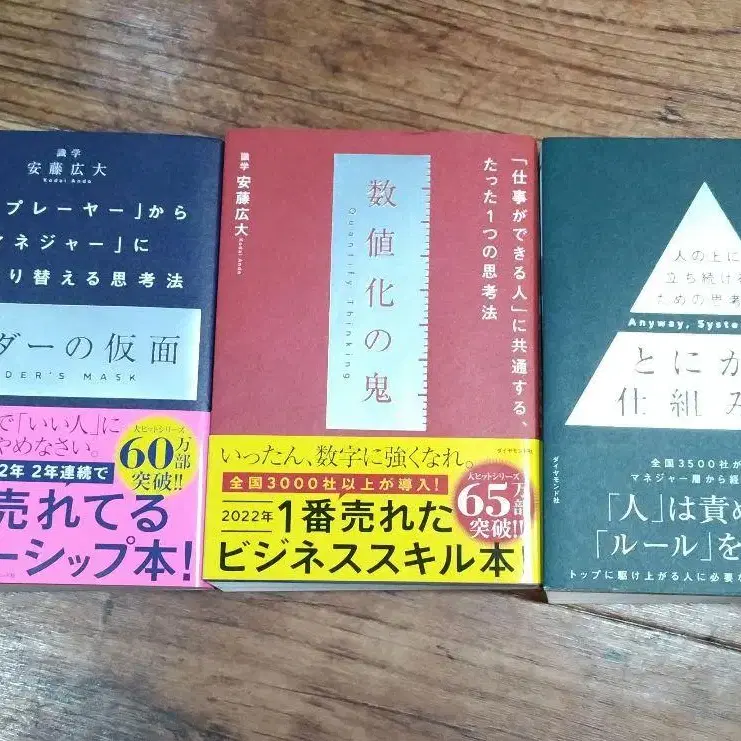 識学
安藤広大
Kodai Ando
プレーヤー」から
マネジャー」に
り替える思考法
ダーの仮面
DER'S MASK
で「いい人」に
やめなさい。
2年 2年連続で
売れてる
ーシップ本!
大ヒットシリーズ
60万部
突破!!
識学 安藤広大
Kodai Ando
数値化の鬼
Quantify Thinking
「仕事ができる人」に共通する、
たった1つの思考法
ダイヤモンド社
いったん、数字に強くなれ。
全国3000社以上が導入!
2022年 1番売れた
ビジネススキル本!
大ヒットシリーズ
65万部
突破!!
人の上に
立ち続ける
ための思考
Anyway, Syste
とにか
仕組み
ダイヤモンド社
全国3500社が
マネジャー層から経
「人」は責め
「ルール」を
トップに駆け上がる人に必要な